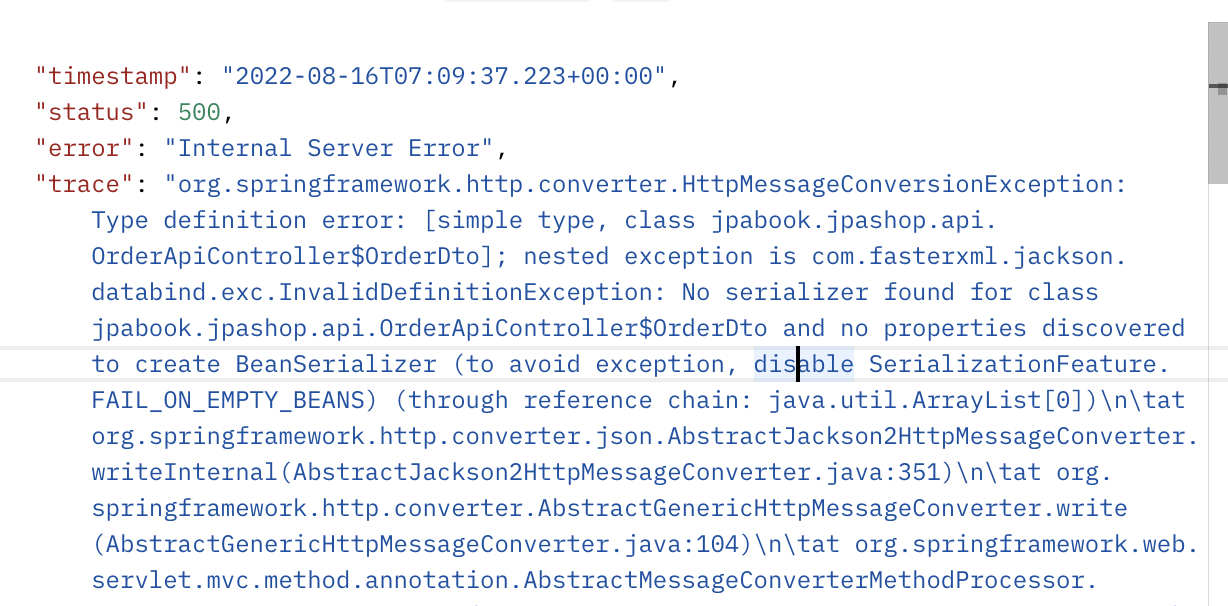 "timestamp": "2022-08-16T07:09:37.223+00:00",
"status": 500,
"error": "Internal Server Error",
"trace": "org.springframework.http.converter.HttpMessageConversionException:
Type definition error: [simple type, class jpabook.jpashop.api.
OrderApiController$OrderDto]; nested exception is com.fasterxml.jackson.
databind.exc.InvalidDefinitionException: No serializer found for class
jpabook.jpashop.api.OrderApiController$OrderDto and no properties discovered
to create BeanSerializer (to avoid exception, disable SerializationFeature.
FAIL_ON_EMPTY_BEANS) (through reference chain: java.util.ArrayList[0])\n\tat
org.springframework.http.converter.json.AbstractJackson2HttpMessageConverter.
writeInternal(AbstractJackson2HttpMessageConverter.java:351)\n\tat org.
springframework.http.converter.AbstractGenericHttpMessageConverter.write
(AbstractGenericHttpMessageConverter.java:104)\n\tat org.springframework.web.
servlet.mvc.method.annotation.AbstractMessageConverterMethodProcessor.